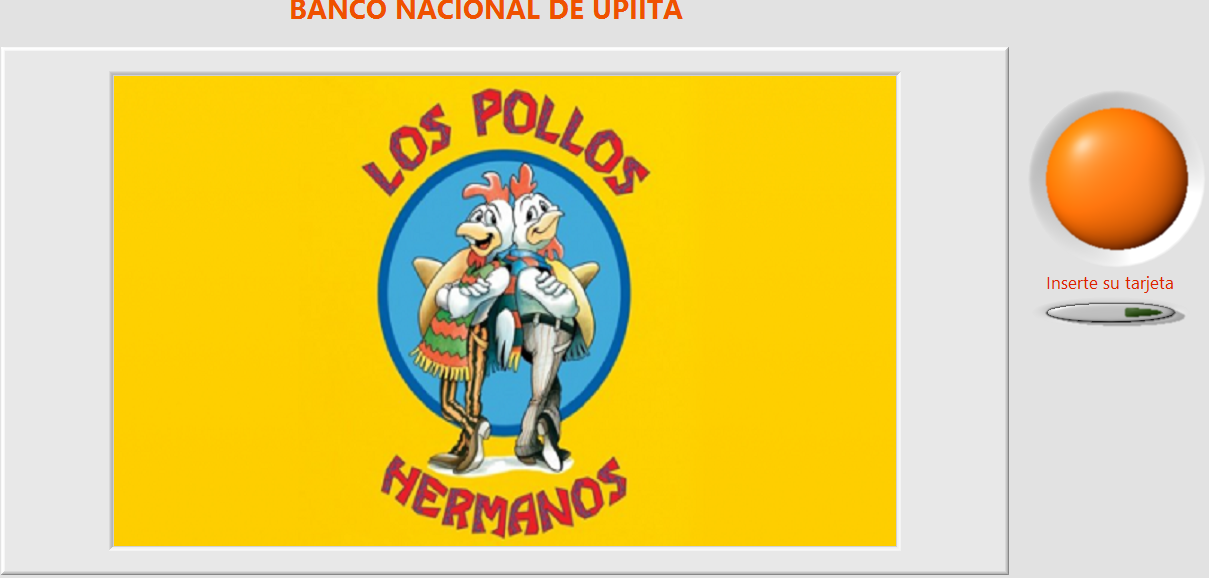 BANCO NACIONAL DE UPIITA
LOS POLLOS
HERMANOS
Inserte su tarjeta